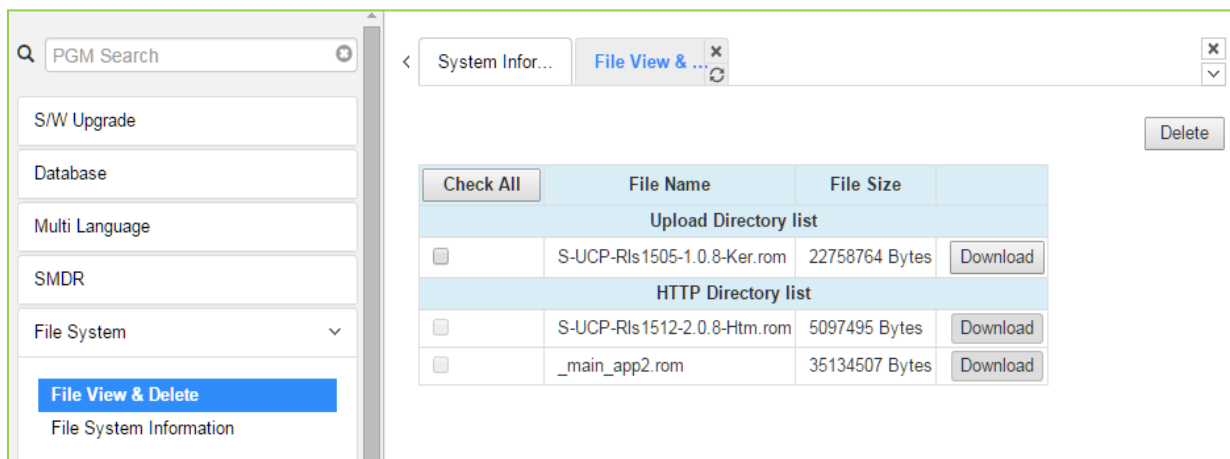 PGM Search
S/W Upgrade
Database
Multi Language
SMDR
File System
File View & Delete
File System Information
System Infor...
File View & ...
Delete
Check All File Name File Size
Upload Directory list
S-UCP-Rls1505-1.0.8-Ker.rom 22758764 Bytes Download
HTTP Directory list
S-UCP-Rls1512-2.0.8-Htm.rom 5097495 Bytes Download
_main_app2.rom 35134507 Bytes Download